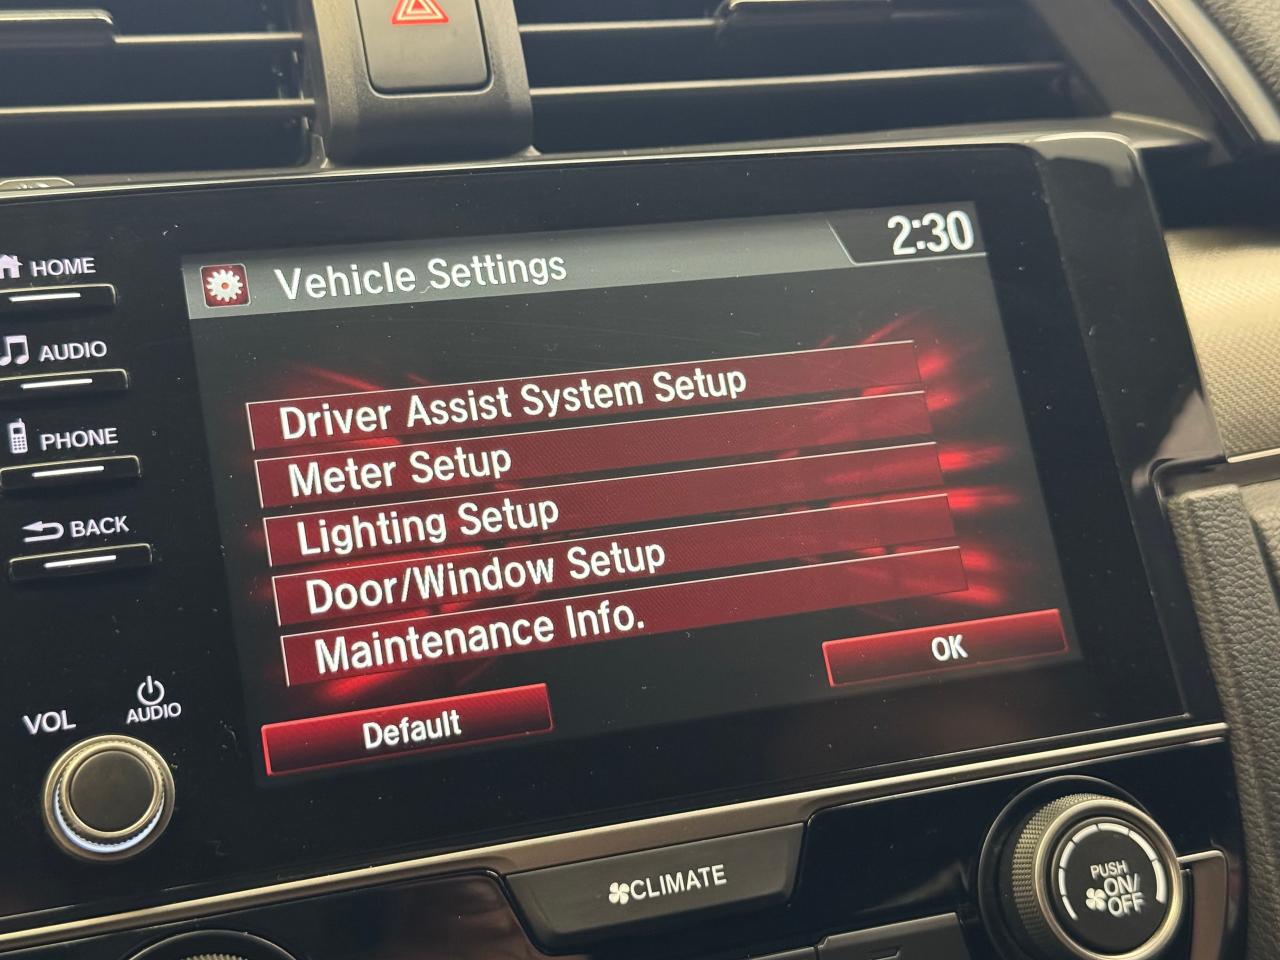 Vehicle Settings
2:30
HOME
AUDIO
PHONE
BACK
Driver Assist System Setup
Meter Setup
Lighting Setup
Door/Window Setup
Maintenance Info.
OK
Default
VOL
AUDIO
CLIMATE
PUSH
ON/
OFF